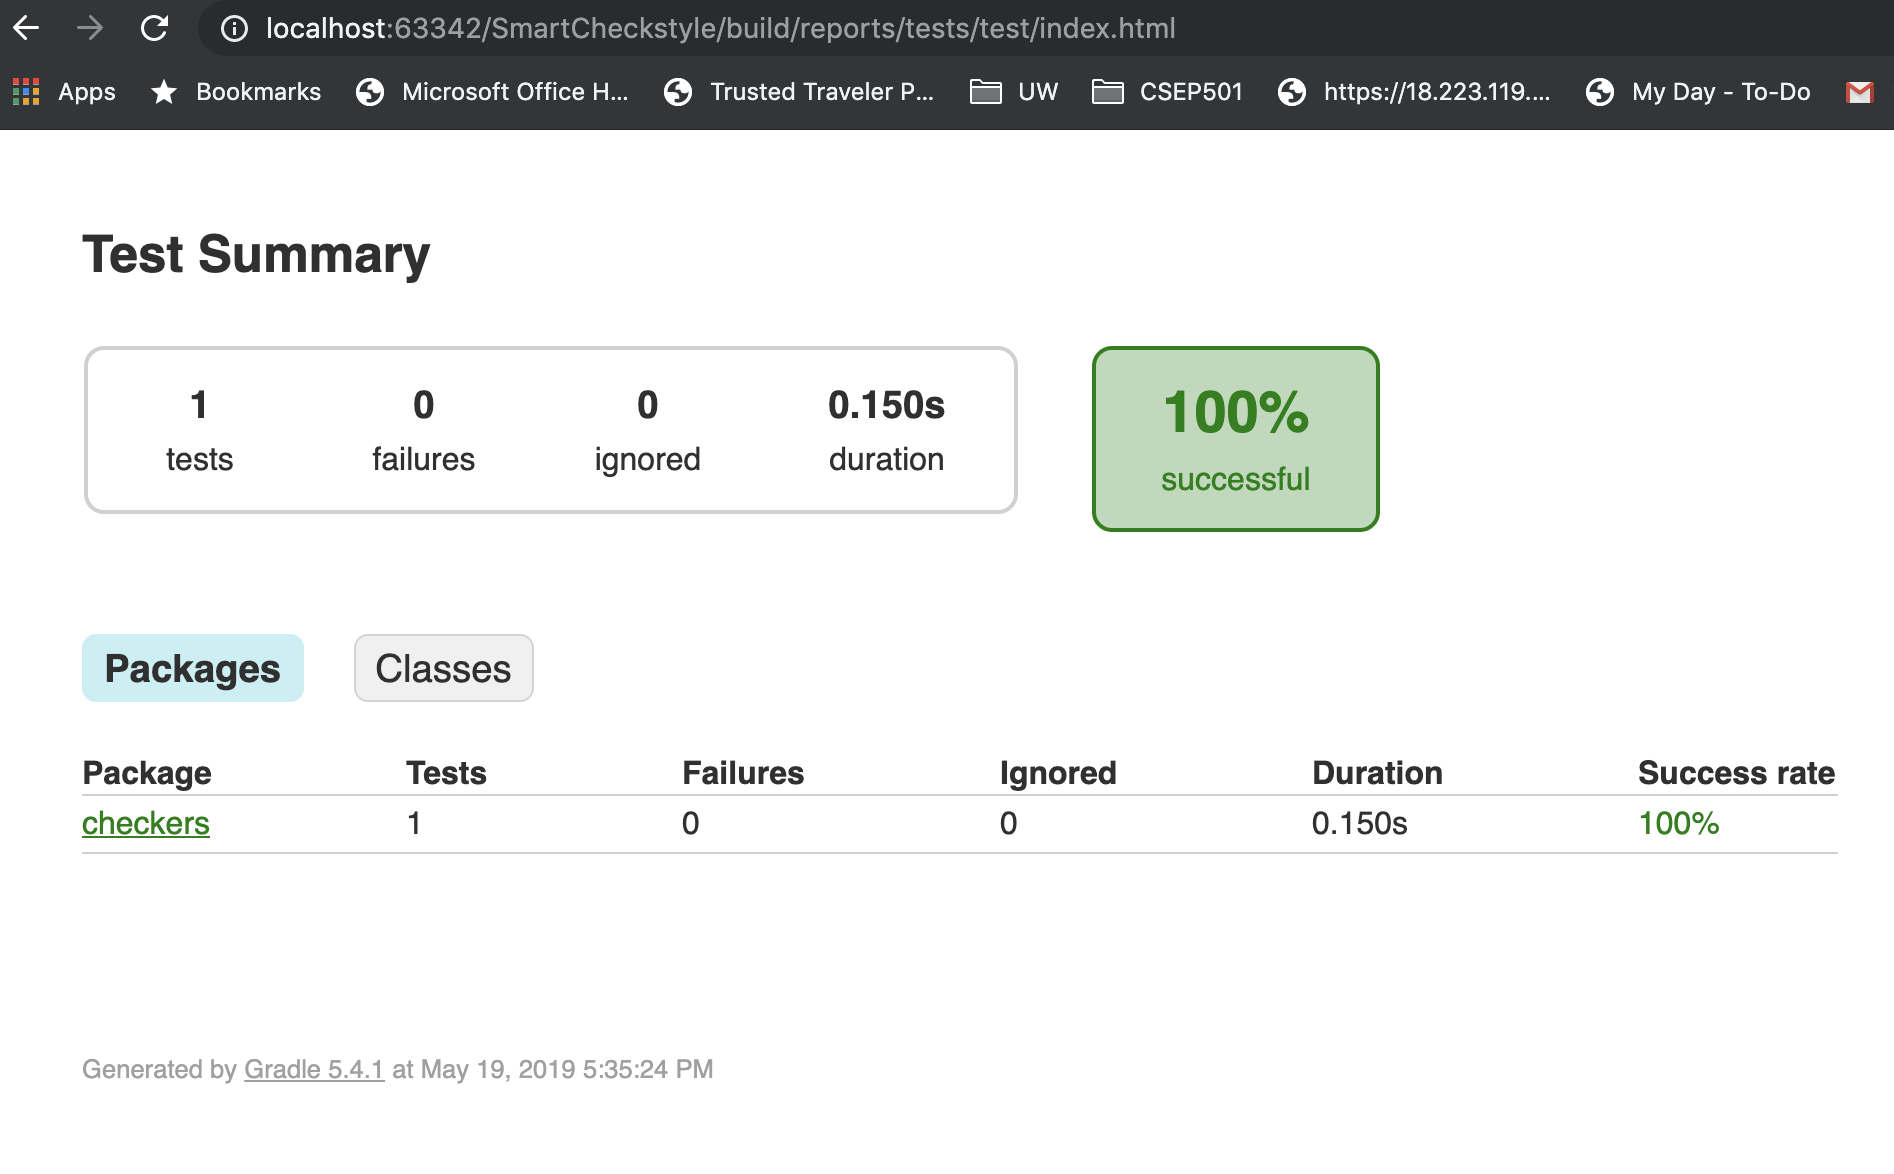 localhost:63342/SmartCheckstyle/build/reports/tests/test/index.html
Apps Bookmarks Microsoft Office H... Trusted Traveler P... UW CSEP501 https://18.223.119.... My Day - To-Do
Test Summary
1 0 0 0.150s 100%
tests failures ignored duration successful
Packages Classes
Package Tests Failures Ignored Duration Success rate
checkers 1 0 0 0.150s 100%
Generated by Gradle 5.4.1 at May 19, 2019 5:35:24 PM